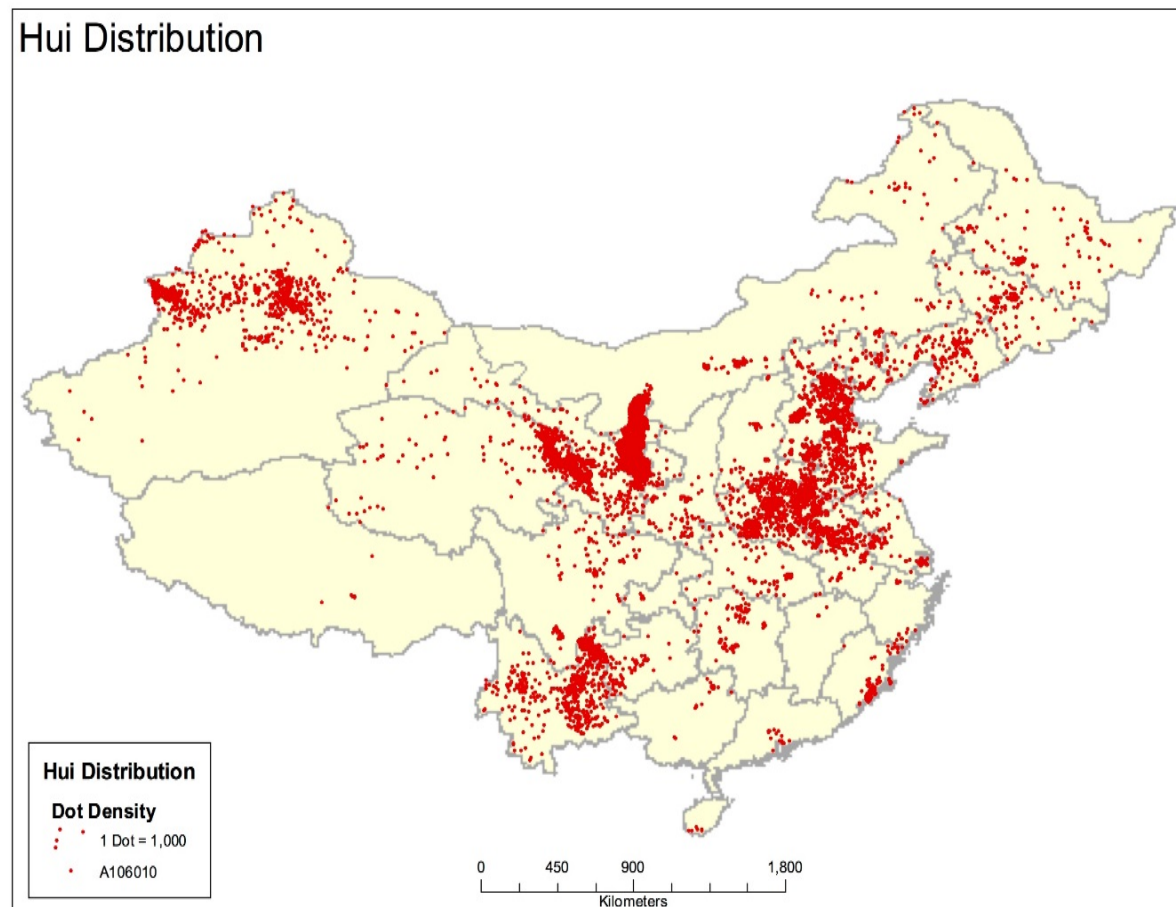 Hui Distribution
Hui Distribution
Dot Density
1 Dot = 1,000
A106010
0 450 900 1,800
Kilometers